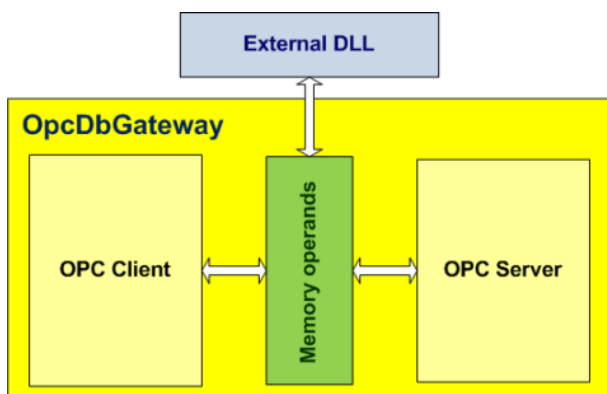 External DLL
OpcDbGateway
OPC Client
Memory operands
OPC Server